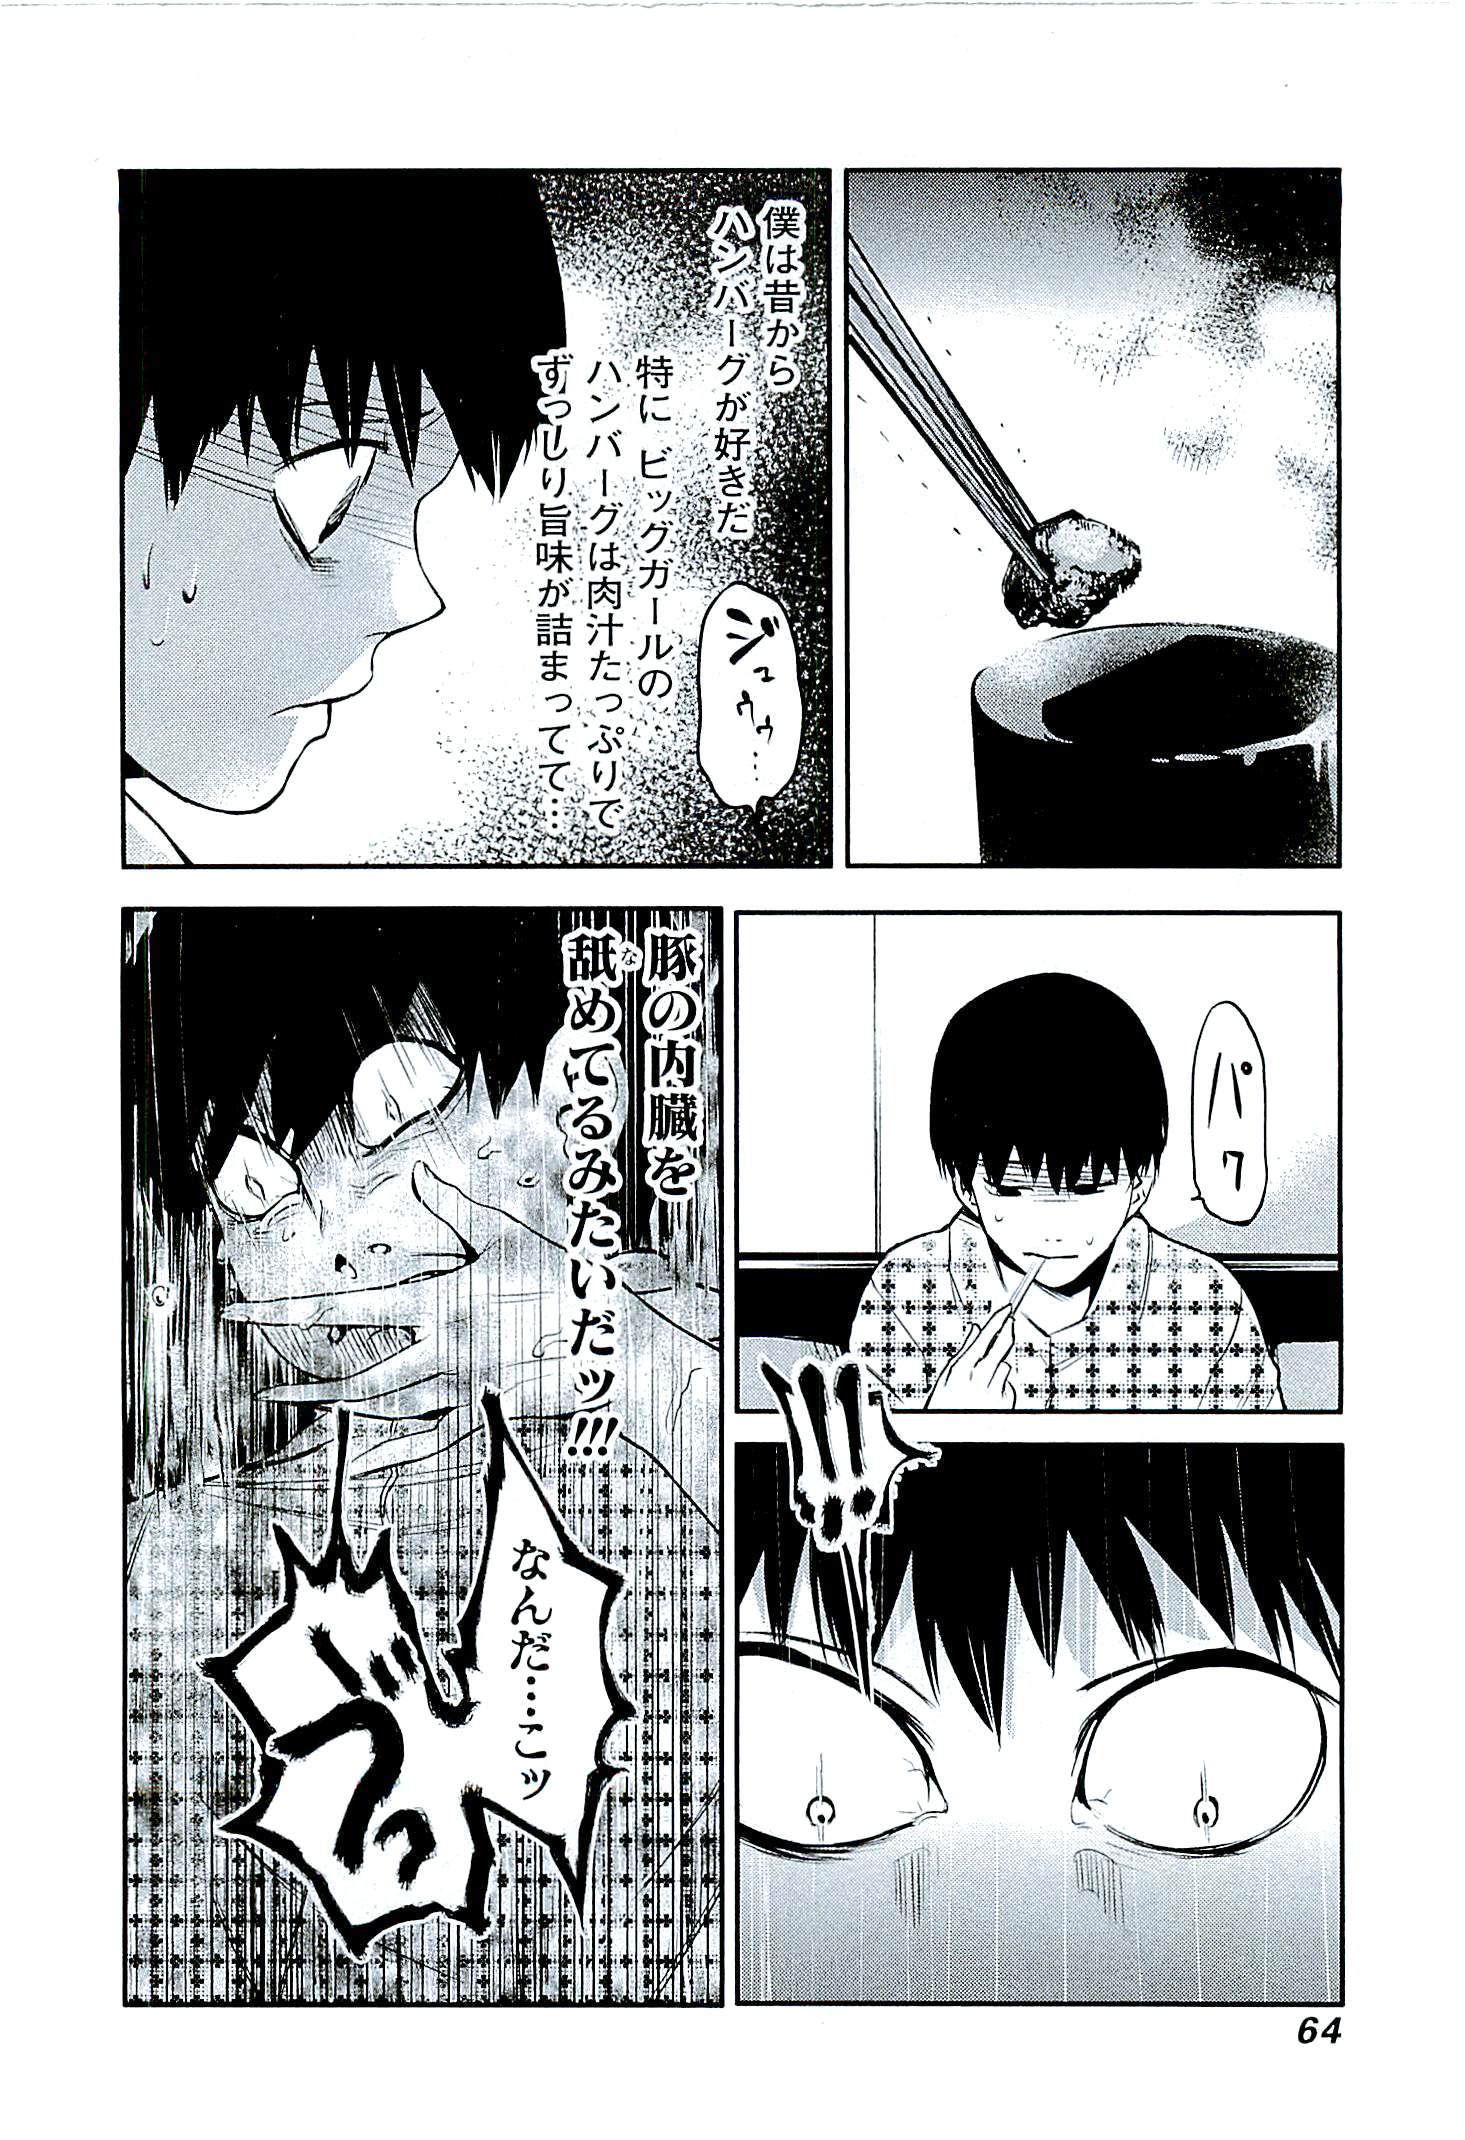 僕は昔から
ハンバーグが好きだ
特に ビッグガールの
ハンバーグは肉汁たっぷりで
ずっしり旨味が詰まってて…
ジュゥゥ…
パク
!!!
豚の内臓を
舐めてるみたいだッ!!!
な
なんだ…こッ
64